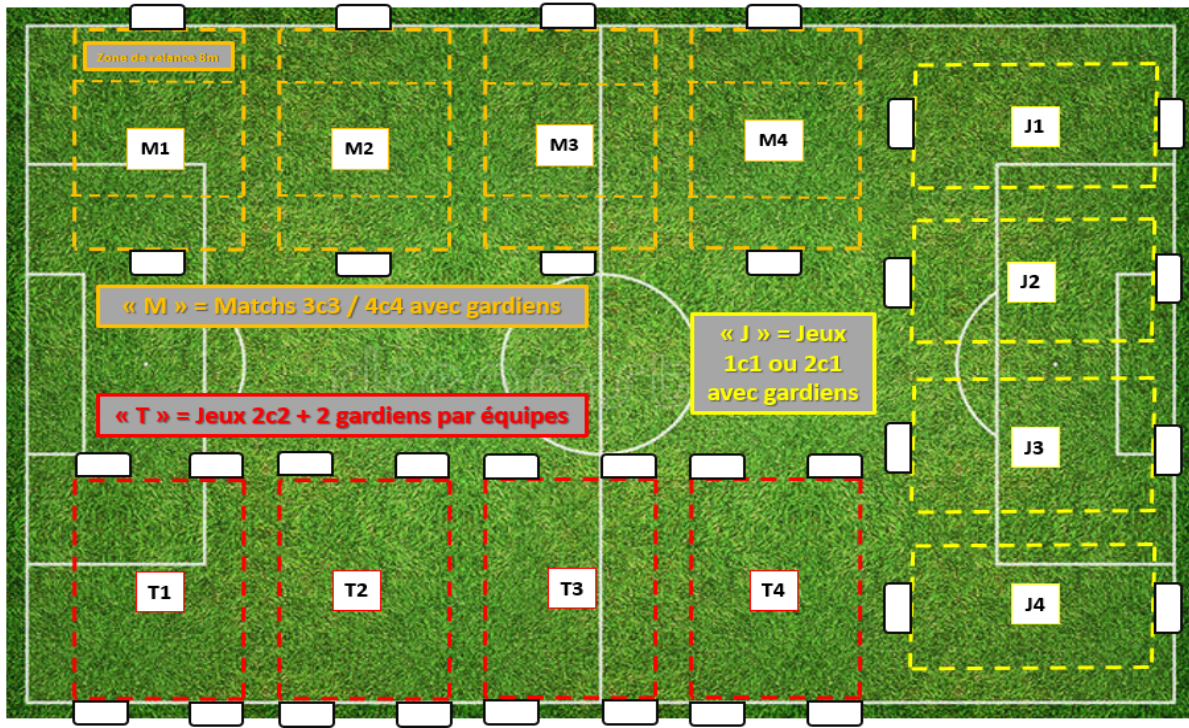 Zone de relance 8m
M1
M2
M3
M4
J1
J2
« M » = Matchs 3c3 / 4c4 avec gardiens
« J » = Jeux
1c1 ou 2c1
avec gardiens
« T » = Jeux 2c2 + 2 gardiens par équipes
J3
T1
T2
T3
T4
J4